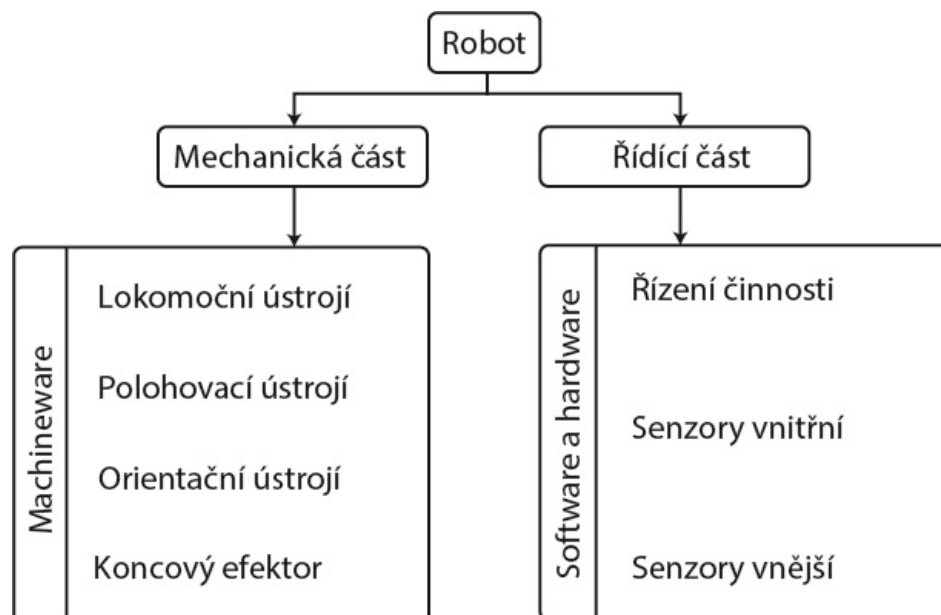 Robot
Mechanická část
Řídící část
Machineware
Lokomoční ústrojí
Polohovací ústrojí
Orientační ústrojí
Koncový efektor
Software a hardware
Řízení činnosti
Senzory vnitřní
Senzory vnější